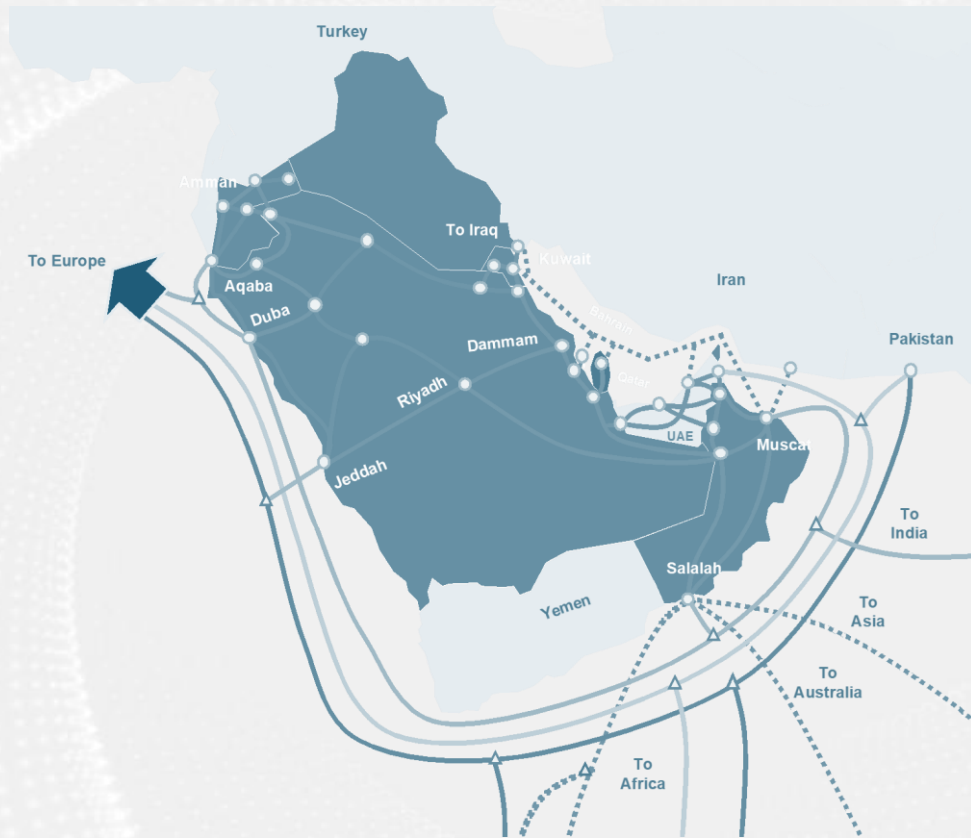 Turkey
Amman
To Iraq
Kuwait
To Europe
Iran
Aqaba
Duba
Bahrain
Pakistan
Dammam
Qatar
Riyadh
UAE
Muscat
Jeddah
To
India
Salalah
Yemen
To
Asia
To
Australia
To
Africa